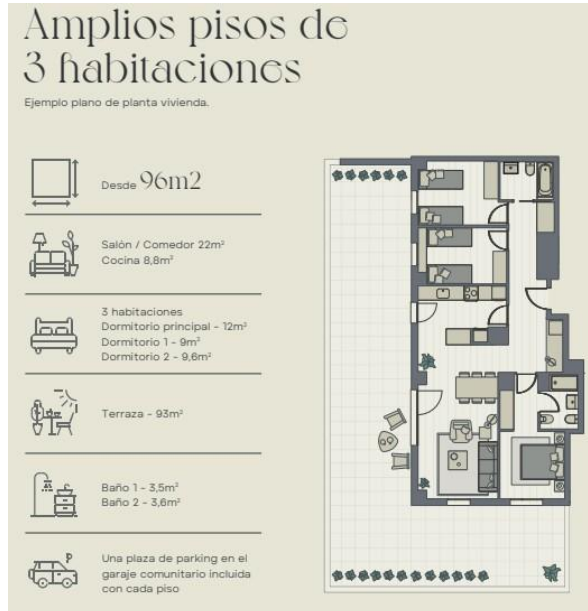 Amplios pisos de
3 habitaciones
Ejemplo plano de planta vivienda.
Desde 96m2
Salón / Comedor 22m²
Cocina 8,8m²
3 habitaciones
Dormitorio principal - 12m²
Dormitorio 1 - 9m²
Dormitorio 2 - 9,6m²
Terraza - 93m²
Baño 1 - 3,5m²
Baño 2 - 3,6m²
P
Una plaza de parking en el
garaje comunitario incluida
con cada piso